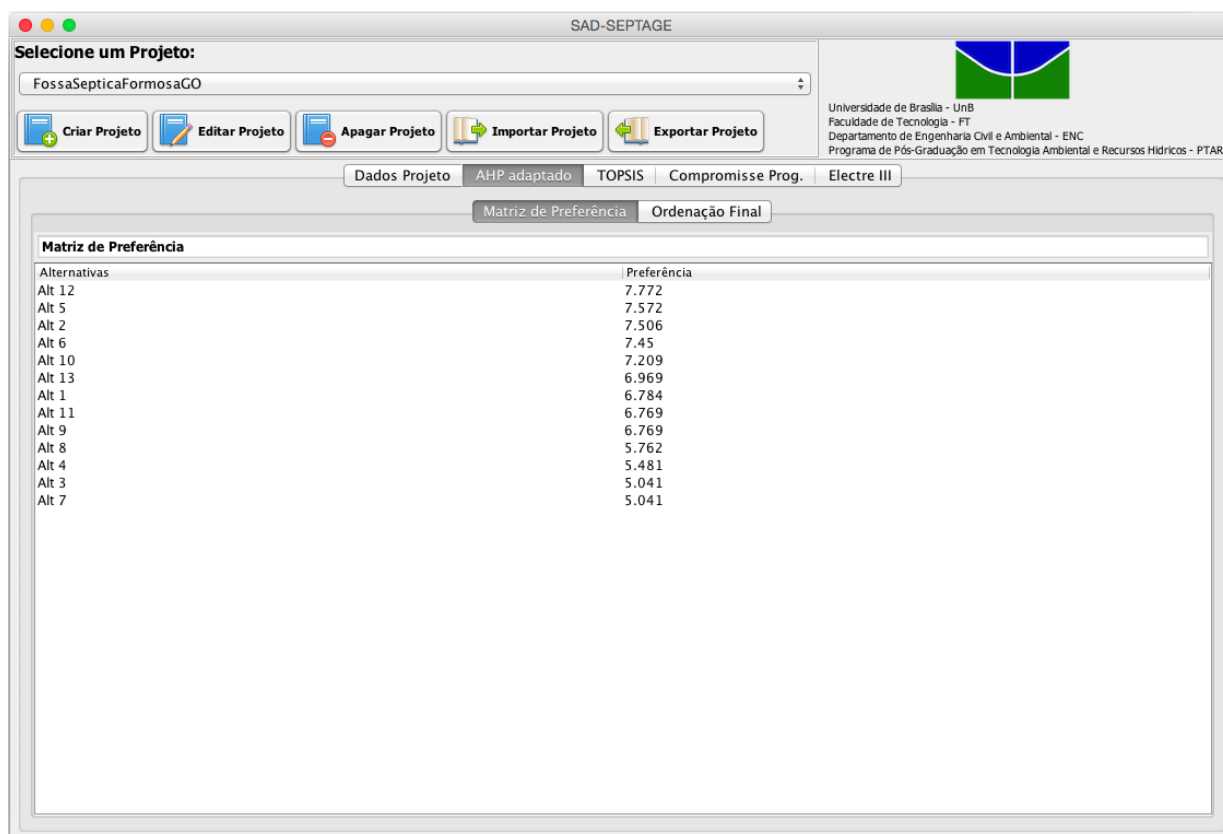 SAD-SEPTAGE
Selecione um Projeto:
FossaSepticaFormosaGO
Criar Projeto Editar Projeto Apagar Projeto Importar Projeto Exportar Projeto
Universidade de Brasília - UnB
Faculdade de Tecnologia - FT
Departamento de Engenharia Civil e Ambiental - ENC
Programa de Pós-Graduação em Tecnologia Ambiental e Recursos Hídricos - PTAR
Dados Projeto AHP adaptado TOPSIS Compromisse Prog. Electre III
Matriz de Preferência Ordenação Final
Matriz de Preferência
Alternativas Preferência
Alt 12 7.772
Alt 5 7.572
Alt 2 7.506
Alt 6 7.45
Alt 10 7.209
Alt 13 6.969
Alt 1 6.784
Alt 11 6.769
Alt 9 6.769
Alt 8 5.762
Alt 4 5.481
Alt 3 5.041
Alt 7 5.041